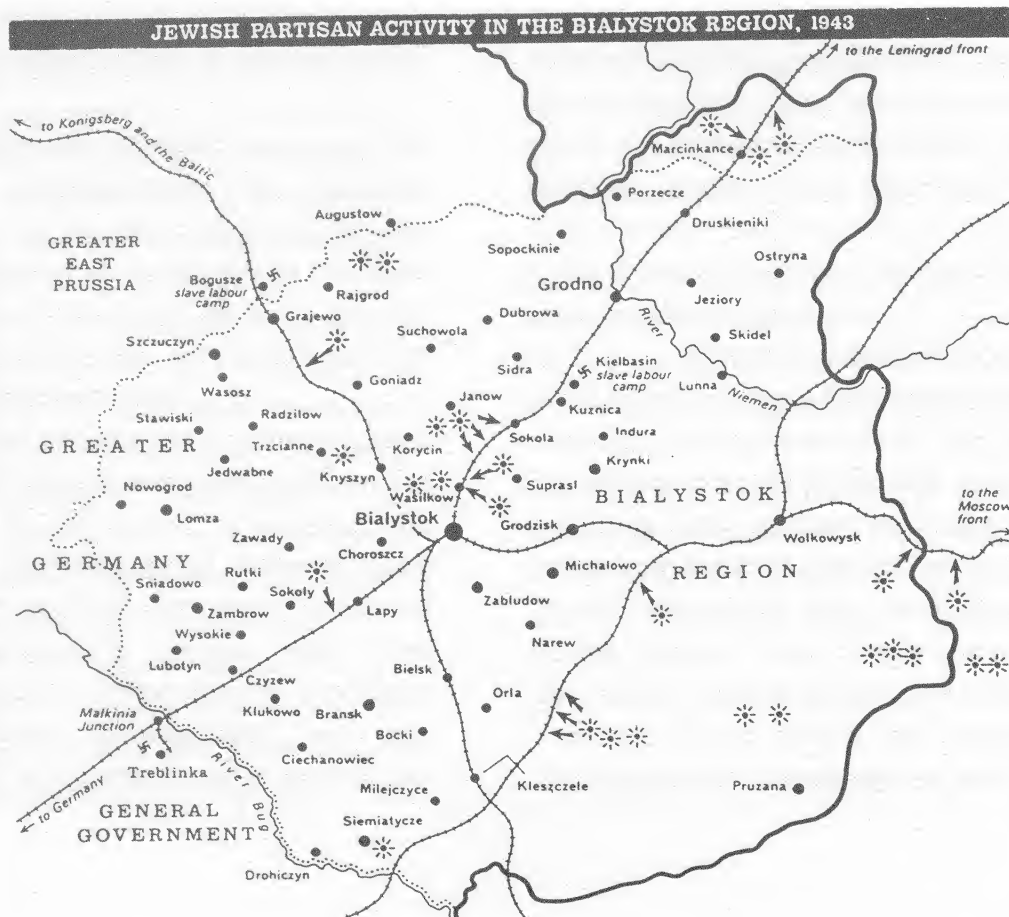 JEWISH PARTISAN ACTIVITY IN THE BIALYSTOK REGION, 1943
to the Leningrad front
to Konigsberg and the Baltic
Marcinkance
Porzecze
Augustow
Druskieniki
Sopockinie
GREATER
EAST
PRUSSIA
Ostryna
Bogusze
slave labour
camp
Rajgrod
Grodno
Jeziory
Grajewo
Dubrowa
Suchowola
River
Skidel
Szczuczyn
Sidra
Kielbasin
slave labour
camp
Goniadz
Lunna
Niemen
Wasosz
Janow
Kuznica
Stawiski
Radzilow
Sokola
Indura
GREATER
Trzcianne
Korycin
Jedwabne
Knyszyn
Krynki
Wasilkow
Suprasl
BIALYSTOK
Nowogrod
Lomza
Bialystok
Grodzisk
to the
Moscow
front
Zawady
Choroszcz
Wolkowysk
GERMANY
Michalowo
REGION
Sniadowo
Rutki
Sokoly
Zabludow
Zambrow
Lapy
Wysokie
Narew
Lubotyn
Czyzew
Bielsk
Orla
Klukowo
Bransk
Malkinia
Junction
Bocki
Ciechanowiec
Treblinka
River Bug
Kleszczele
Pruzana
to Germany
GENERAL
GOVERNMENT
Milejczyce
Siemiatycze
Drohiczyn